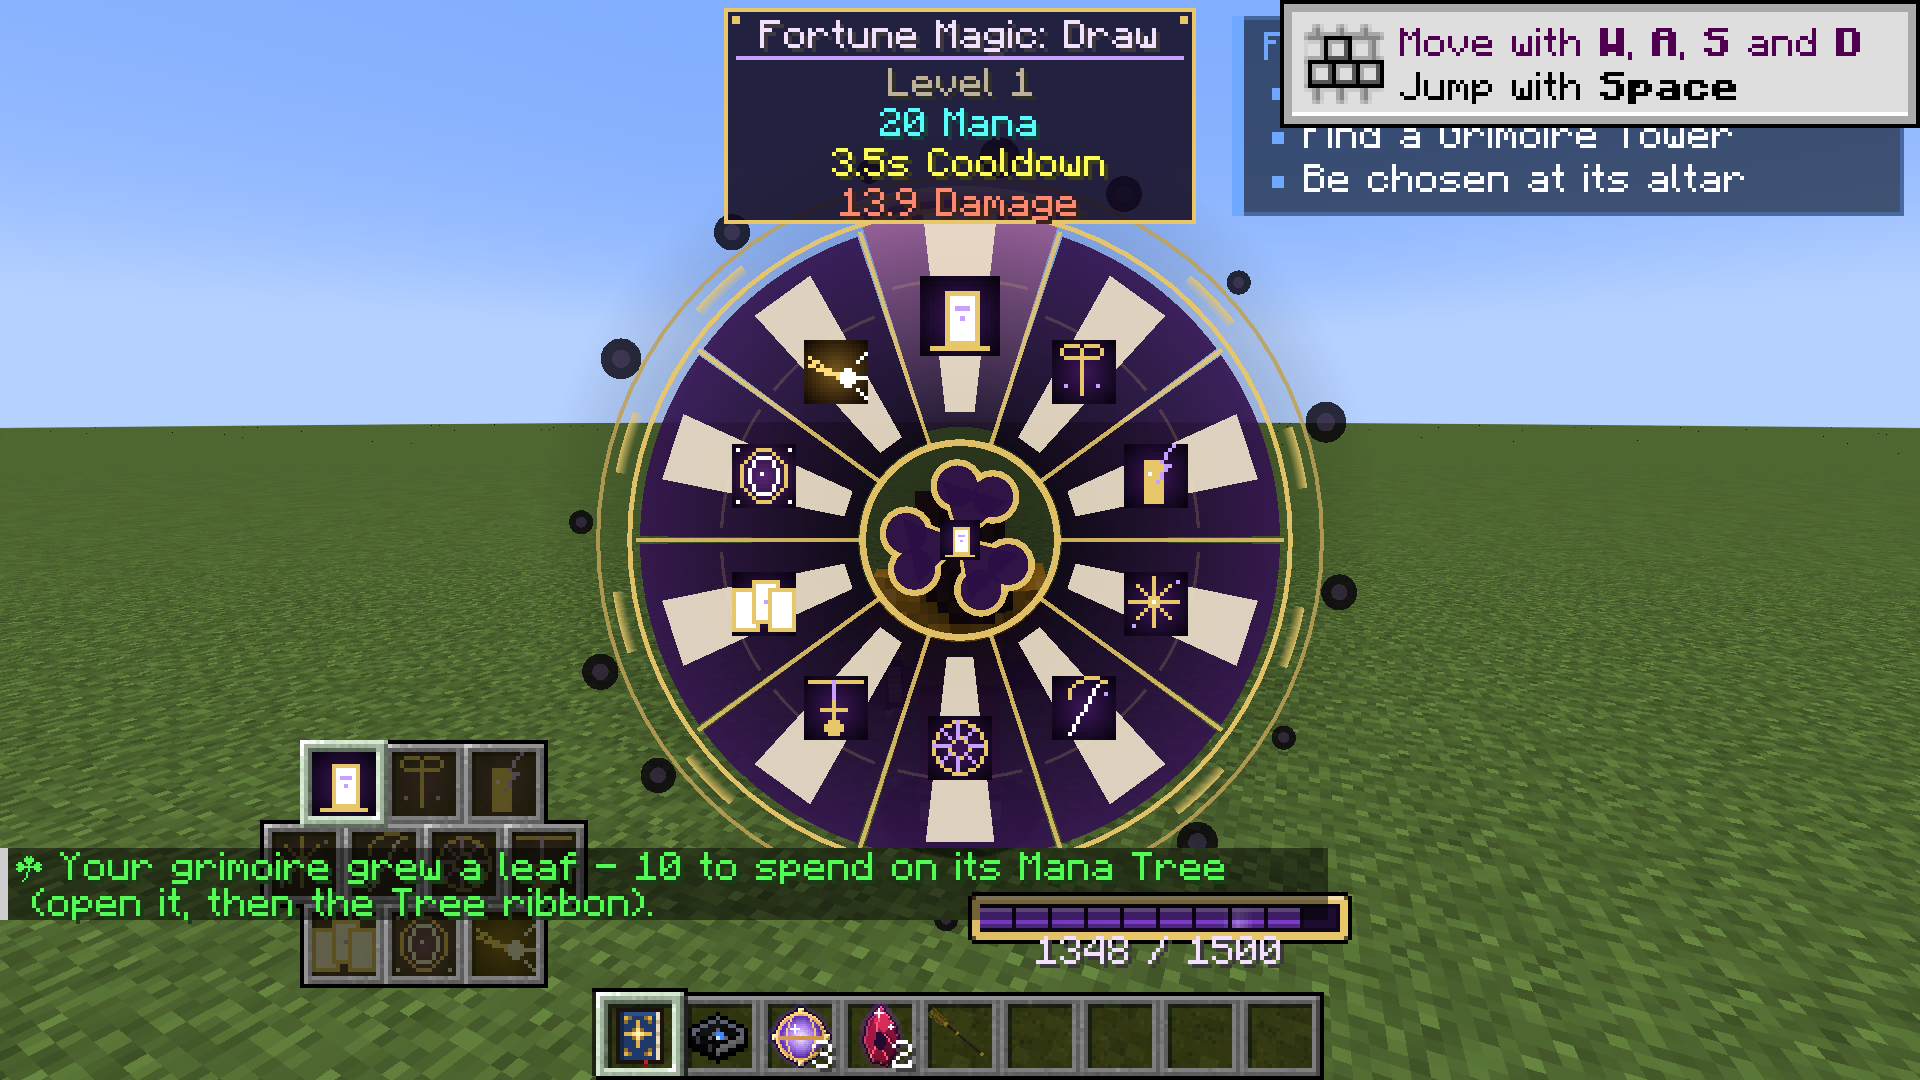 Fortune Magic: Draw
Level 1
20 Mana
3.5s Cooldown
13.9 Damage
Move with W, A, S and D
Jump with Space
Find a Grimoire Tower
Be chosen at its altar
Your grimoire grew a leaf – 10 to spend on its Mana Tree
(open it, then the Tree ribbon).
1348 / 1500
3
2